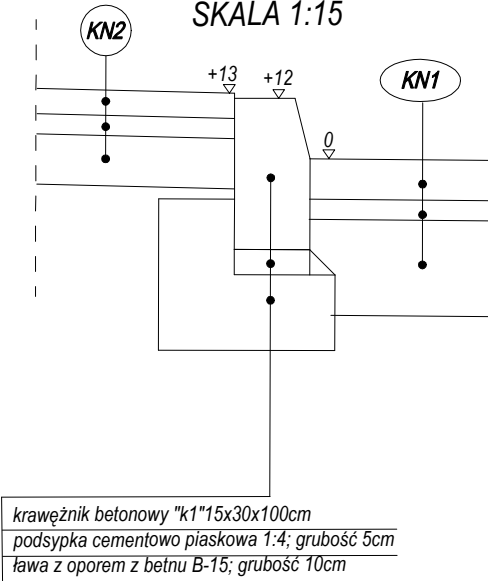 SKALA 1:15
KN2
+13
+12
KN1
0
krawężnik betonowy "k1"15x30x100cm
podsypka cementowo piaskowa 1:4; grubość 5cm
ława z oporem z betnu B-15; grubość 10cm